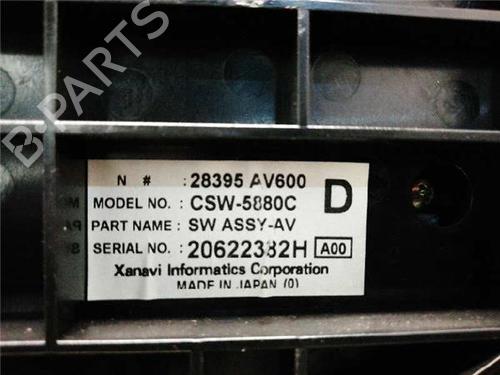 N # : 28395 AV600
MODEL NO. : CSW-5880C D
PART NAME : SW ASSY-AV
SERIAL NO. : 20622382H A00
Xanavi Informatics Corporation
MADE IN JAPAN (0)